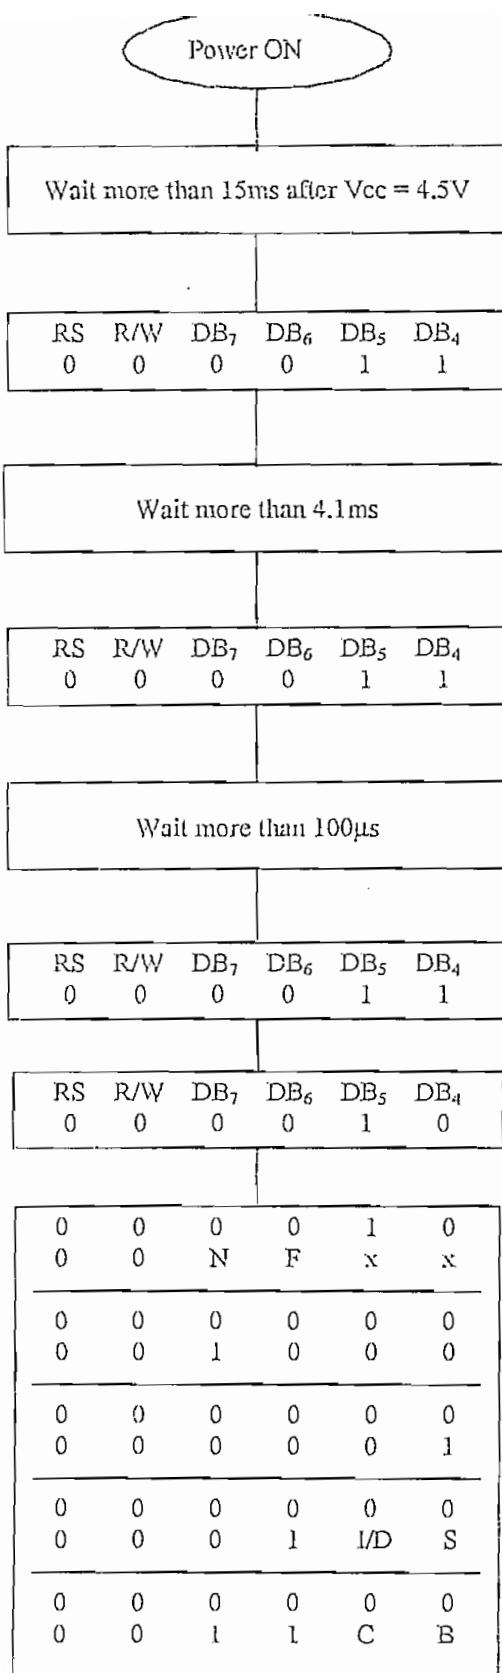 Power ON
Wait more than 15ms after Vcc = 4.5V
RS R/W DB₇ DB₆ DB₅ DB₄
0 0 0 0 1 1
Wait more than 4.1ms
RS R/W DB₇ DB₆ DB₅ DB₄
0 0 0 0 1 1
Wait more than 100µs
RS R/W DB₇ DB₆ DB₅ DB₄
0 0 0 0 1 1
RS R/W DB₇ DB₆ DB₅ DB₄
0 0 0 0 1 0
0 0 0 0 1 0
0 0 N F x x
0 0 0 0 0 0
0 0 1 0 0 0
0 0 0 0 0 0
0 0 0 0 0 1
0 0 0 0 0 0
0 0 0 1 I/D S
0 0 0 0 0 0
0 0 1 1 C B